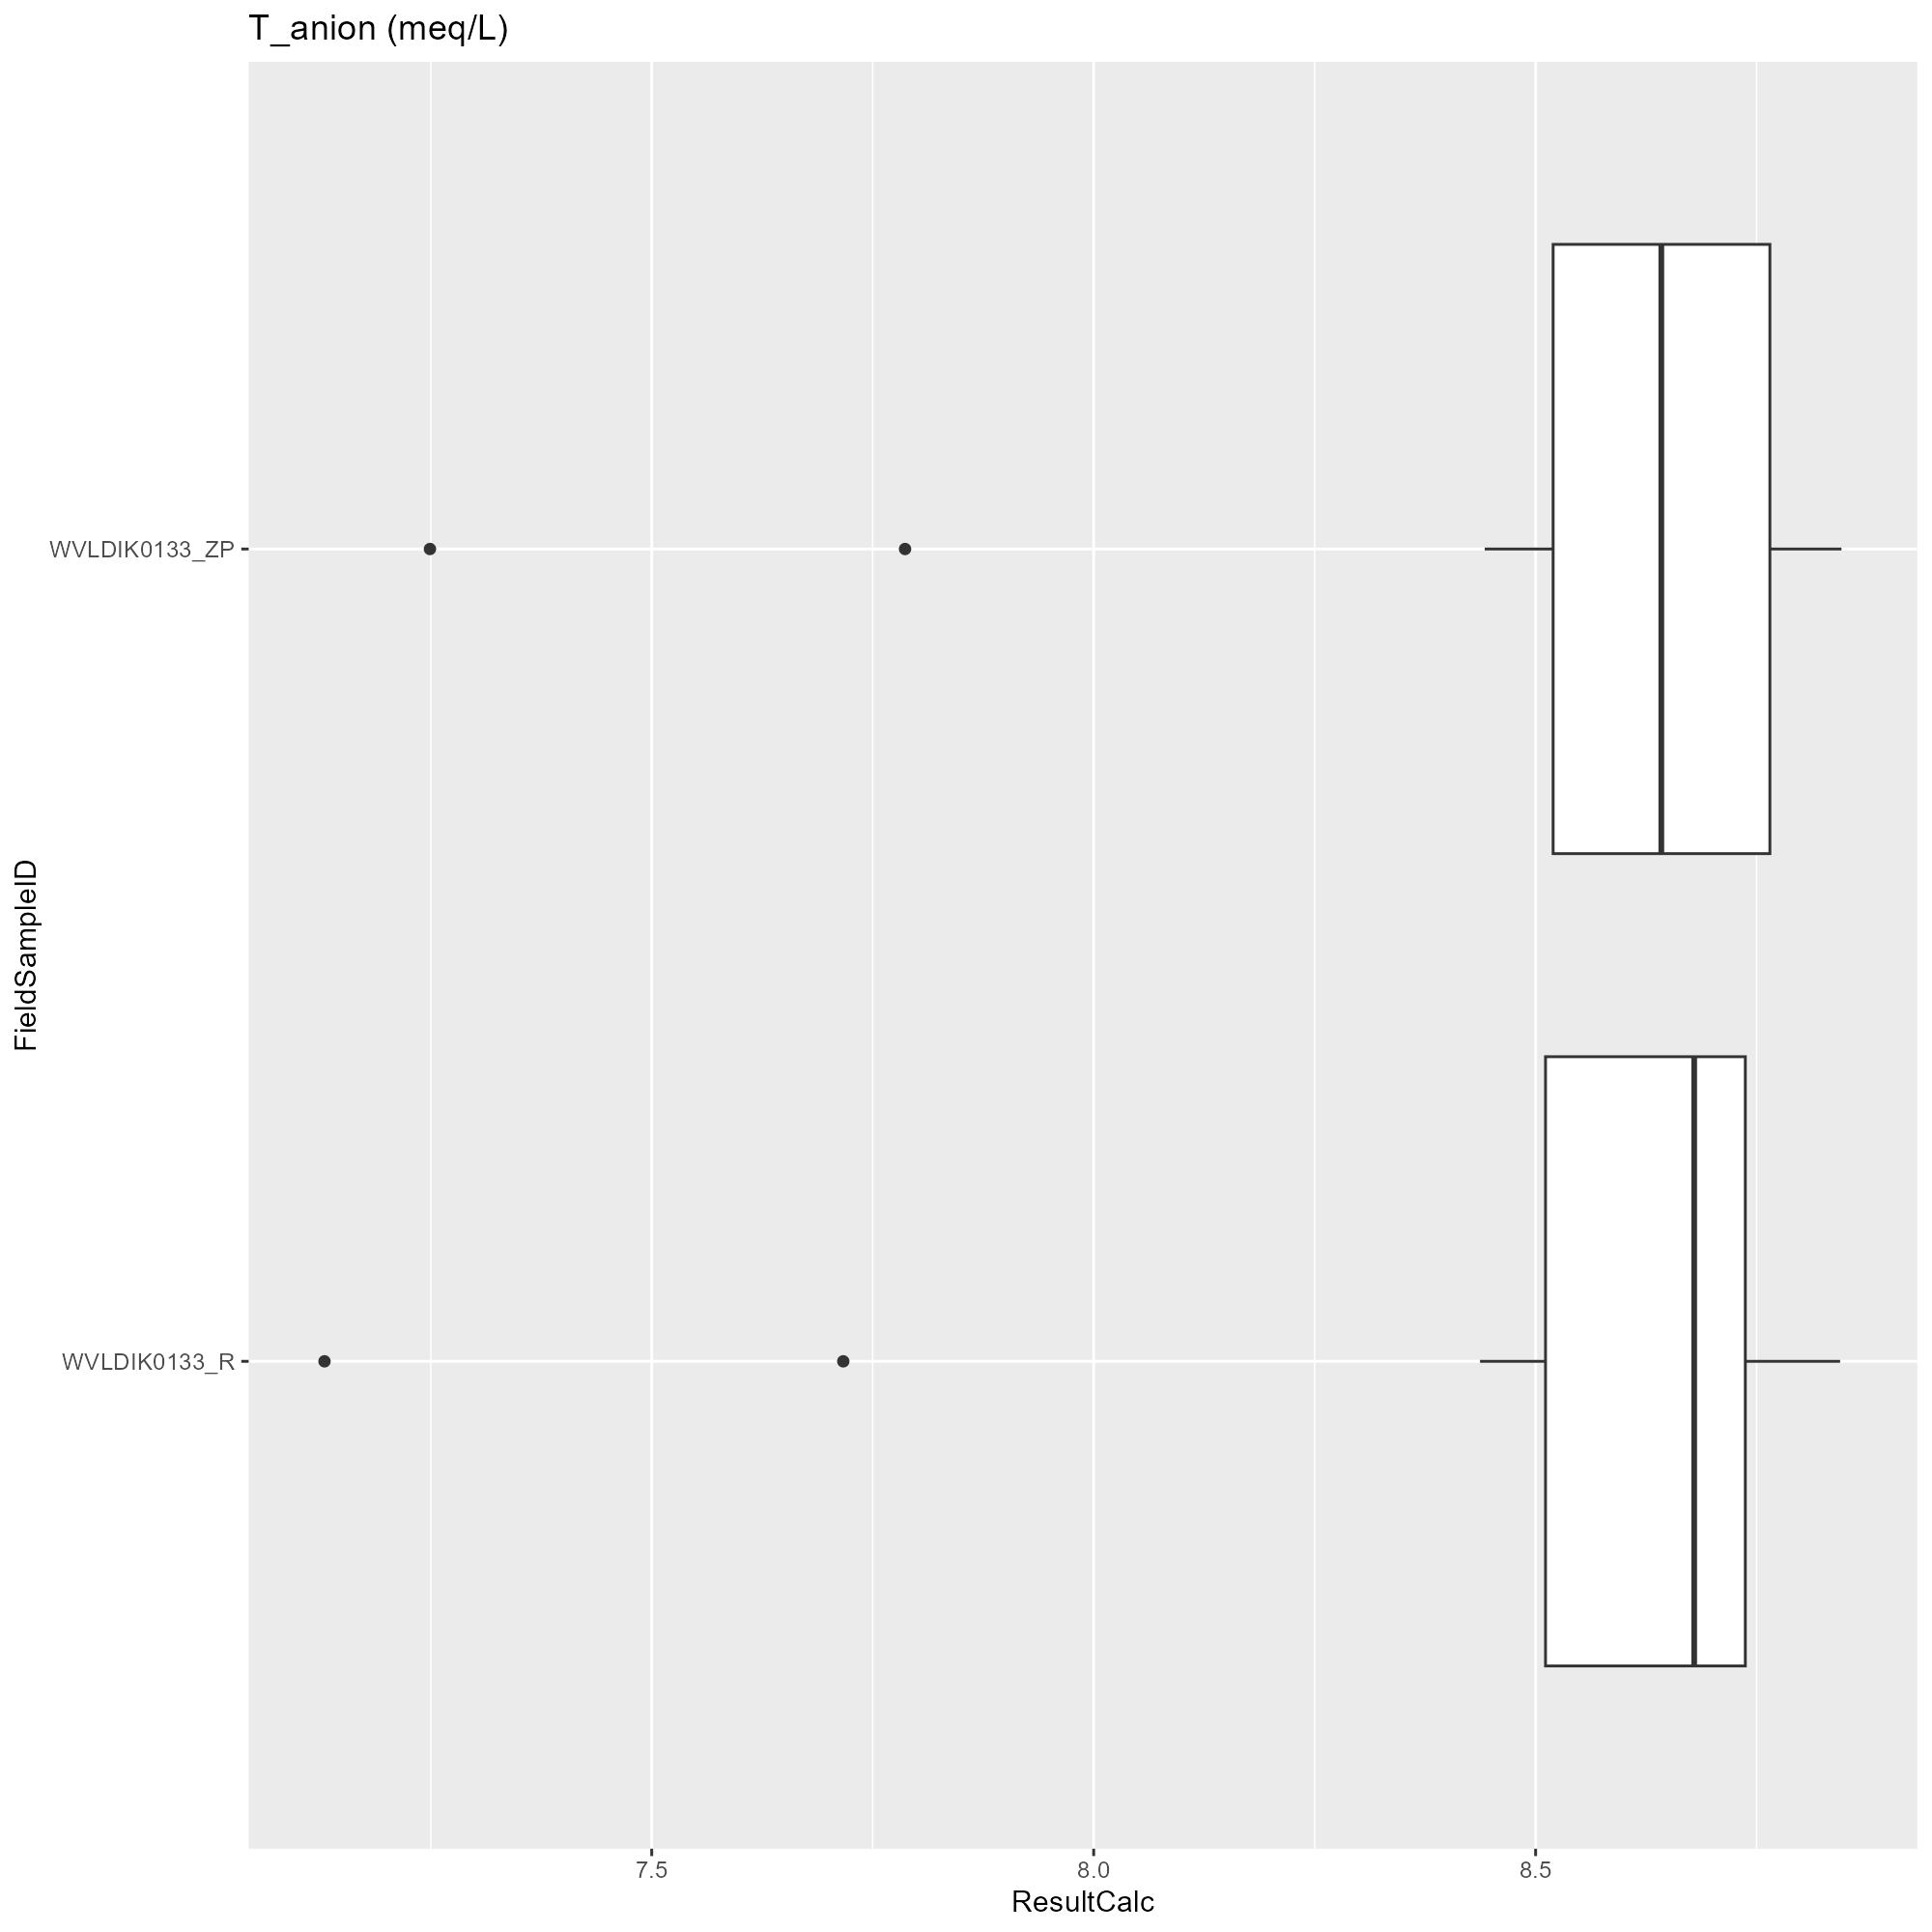 T_anion (meq/L)
FieldSampleID
WVLDIK0133_ZP
WVLDIK0133_R
7.5
8.0
8.5
ResultCalc